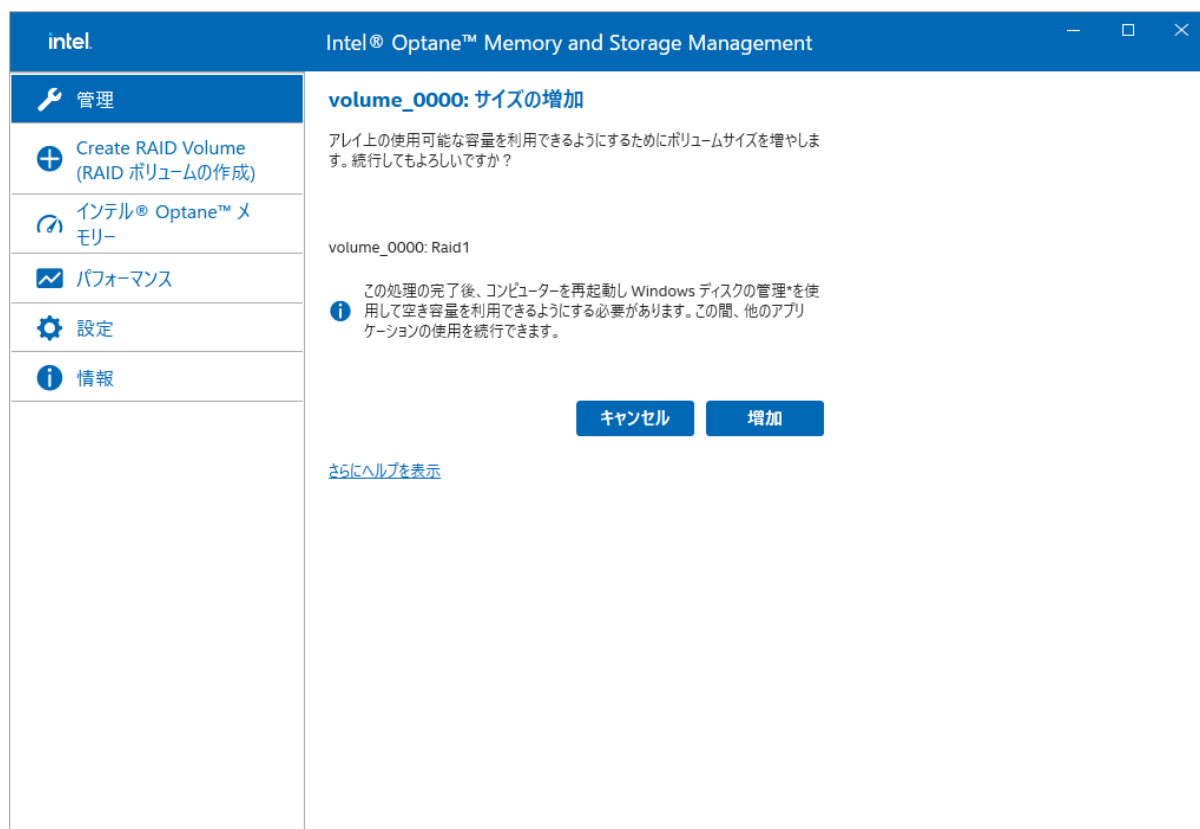 intel.
Intel® Optane™ Memory and Storage Management
管理
Create RAID Volume
(RAID ボリュームの作成)
インテル® Optane™ メ
モリー
パフォーマンス
設定
情報
volume_0000: サイズの増加
アレイ上の使用可能な容量を利用できるようにするためにボリュームサイズを増やしま
す。続行してもよろしいですか？
volume_0000: Raid1
この処理の完了後、コンピューターを再起動し Windows ディスクの管理*を使
用して空き容量を利用できるようにする必要があります。この間、他のアプリ
ケーションの使用を続行できます。
キャンセル
増加
さらにヘルプを表示